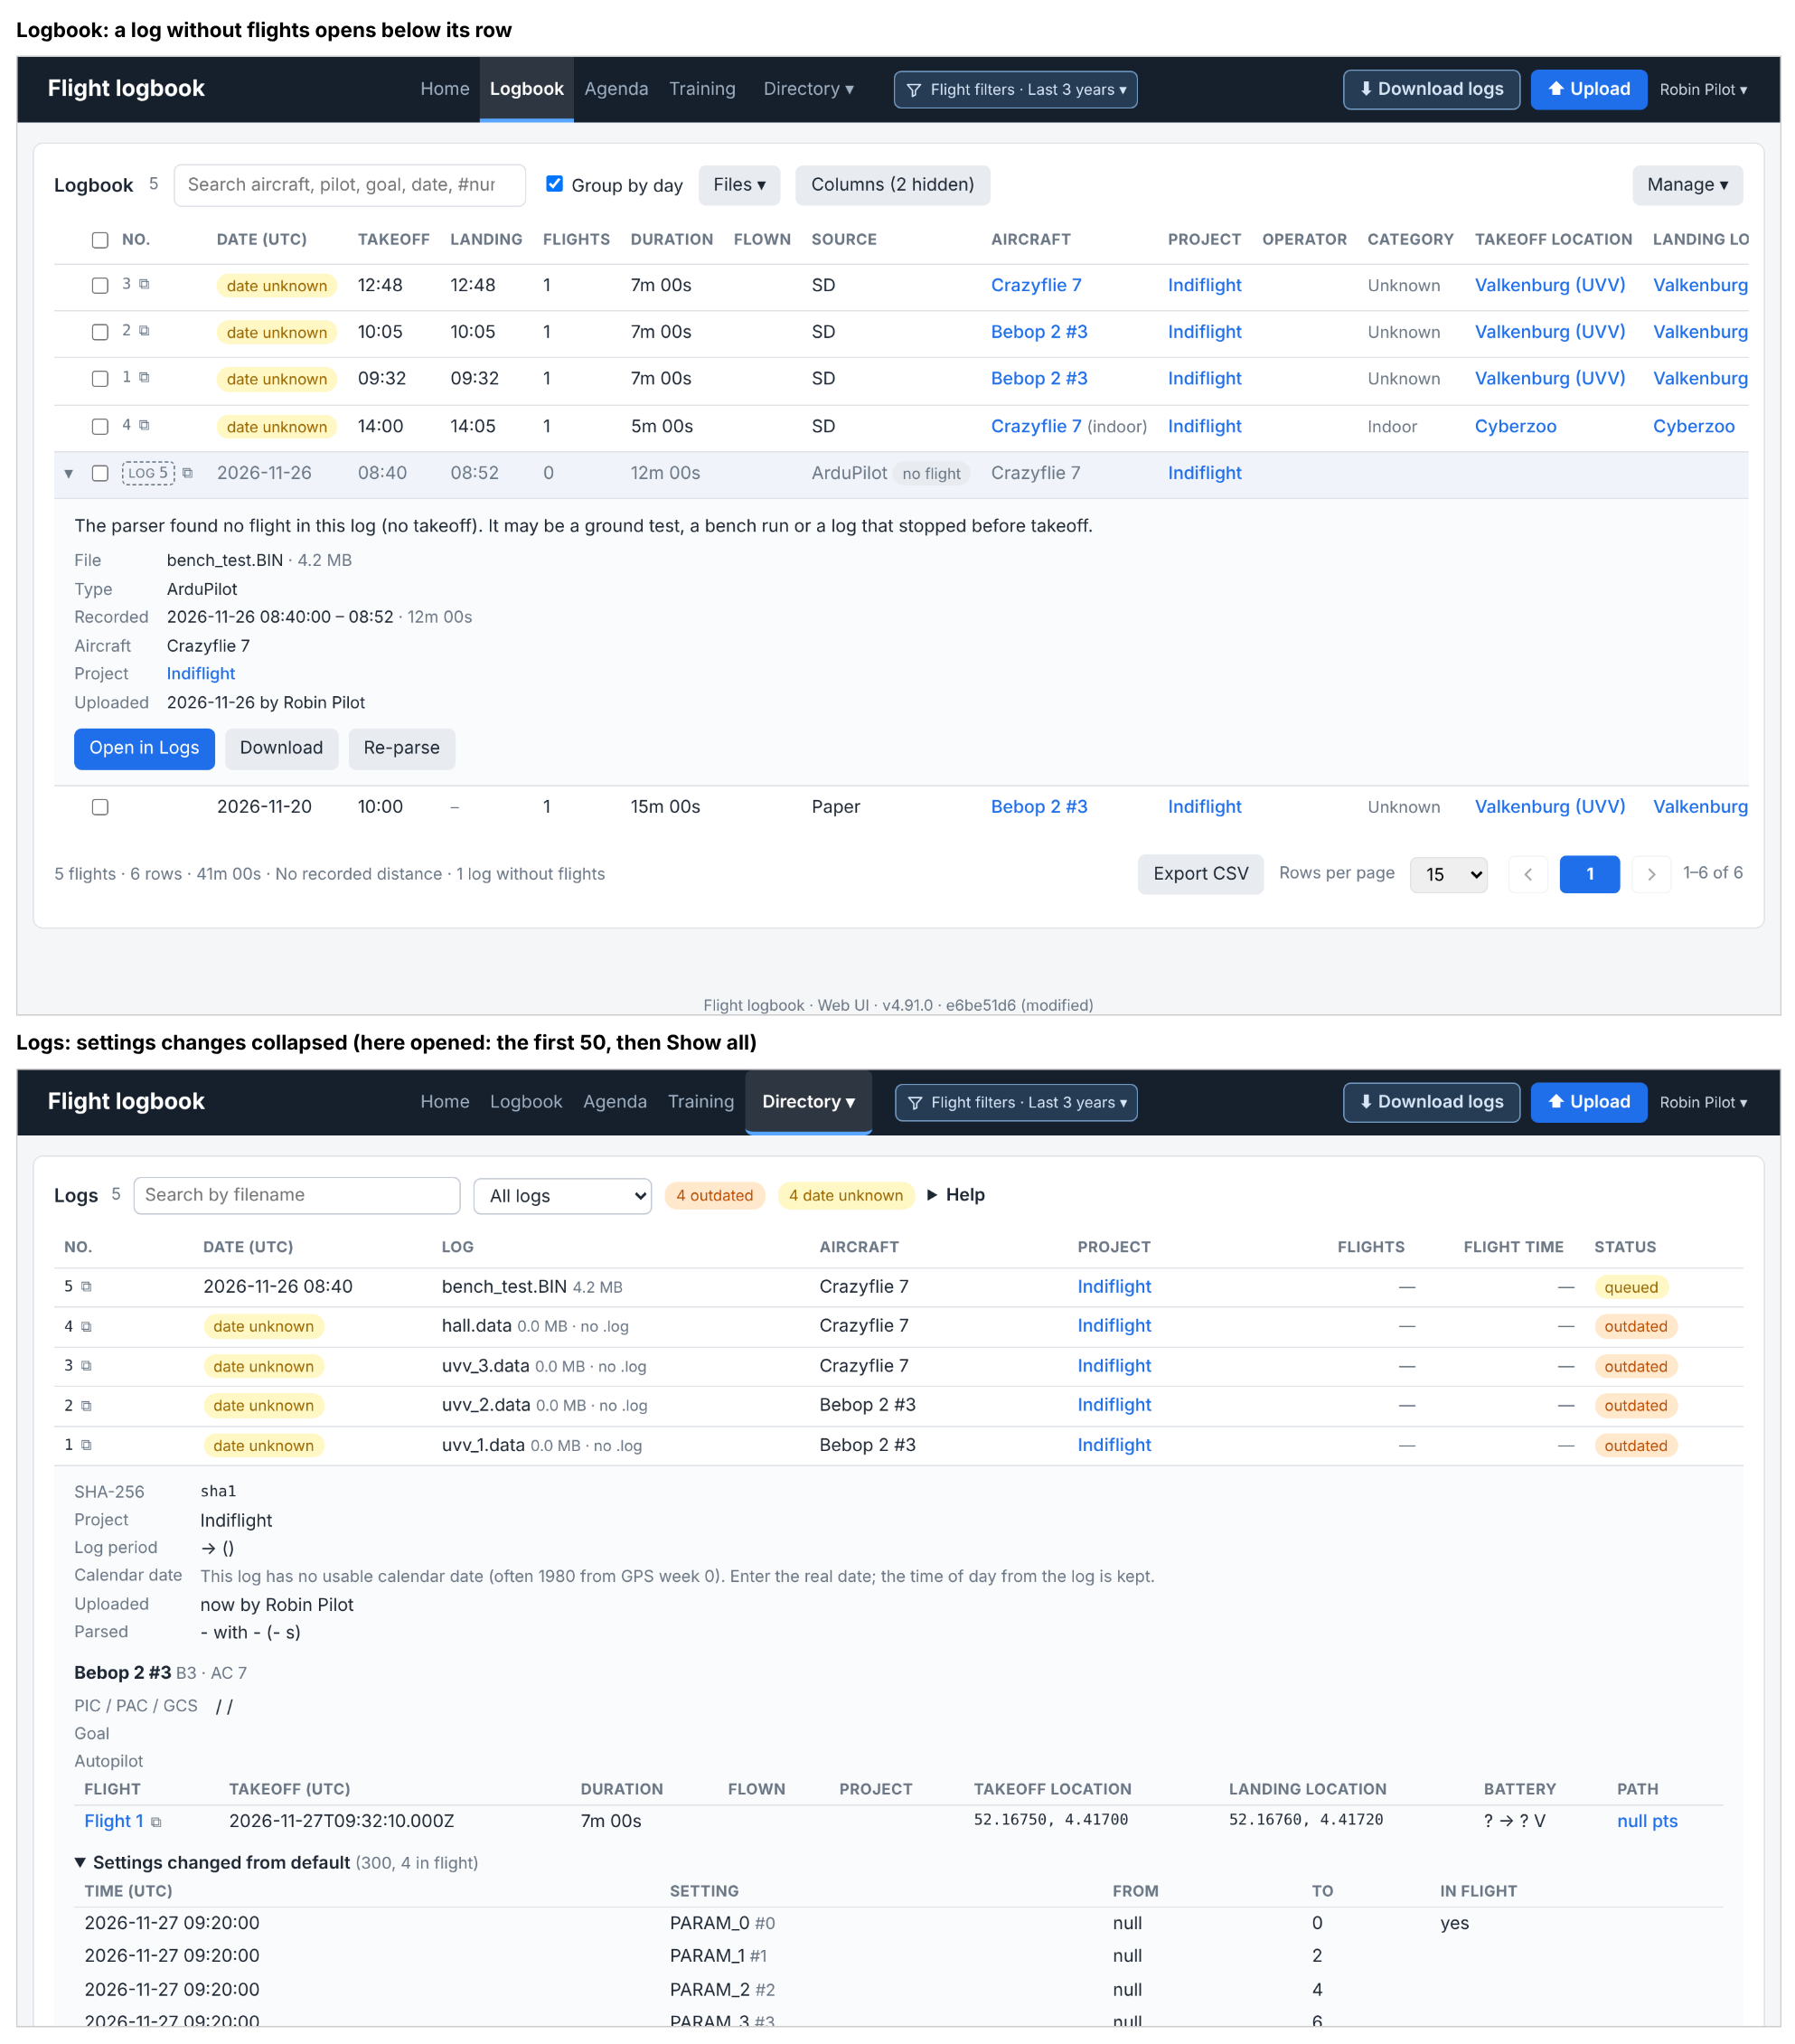 Logbook: a log without flights opens below its row
Flight logbook Home Logbook Agenda Training Directory ▾ Flight filters · Last 3 years ▾ ⬇ Download logs ⬆ Upload Robin Pilot ▾
Logbook 5 Search aircraft, pilot, goal, date, #nur Group by day Files ▾ Columns (2 hidden) Manage ▾
NO. DATE (UTC) TAKEOFF LANDING FLIGHTS DURATION FLOWN SOURCE AIRCRAFT PROJECT OPERATOR CATEGORY TAKEOFF LOCATION LANDING LO
3 date unknown 12:48 12:48 1 7m 00s SD Crazyflie 7 Indiflight Unknown Valkenburg (UVV) Valkenburg
2 date unknown 10:05 10:05 1 7m 00s SD Bebop 2 #3 Indiflight Unknown Valkenburg (UVV) Valkenburg
1 date unknown 09:32 09:32 1 7m 00s SD Bebop 2 #3 Indiflight Unknown Valkenburg (UVV) Valkenburg
4 date unknown 14:00 14:05 1 5m 00s SD Crazyflie 7 (indoor) Indiflight Indoor Cyberzoo Cyberzoo
▾ LOG 5 2026-11-26 08:40 08:52 0 12m 00s ArduPilot no flight Crazyflie 7 Indiflight
The parser found no flight in this log (no takeoff). It may be a ground test, a bench run or a log that stopped before takeoff.
File bench_test.BIN · 4.2 MB
Type ArduPilot
Recorded 2026-11-26 08:40:00 – 08:52 · 12m 00s
Aircraft Crazyflie 7
Project Indiflight
Uploaded 2026-11-26 by Robin Pilot
Open in Logs Download Re-parse
2026-11-20 10:00 – 1 15m 00s Paper Bebop 2 #3 Indiflight Unknown Valkenburg (UVV) Valkenburg
5 flights · 6 rows · 41m 00s · No recorded distance · 1 log without flights Export CSV Rows per page 15 ‹ 1 › 1–6 of 6
Flight logbook · Web UI · v4.91.0 · e6be51d6 (modified)
Logs: settings changes collapsed (here opened: the first 50, then Show all)
Flight logbook Home Logbook Agenda Training Directory ▾ Flight filters · Last 3 years ▾ ⬇ Download logs ⬆ Upload Robin Pilot ▾
Logs 5 Search by filename All logs 4 outdated 4 date unknown ▶ Help
NO. DATE (UTC) LOG AIRCRAFT PROJECT FLIGHTS FLIGHT TIME STATUS
5 2026-11-26 08:40 bench_test.BIN 4.2 MB Crazyflie 7 Indiflight — — queued
4 date unknown hall.data 0.0 MB · no .log Crazyflie 7 Indiflight — — outdated
3 date unknown uvv_3.data 0.0 MB · no .log Crazyflie 7 Indiflight — — outdated
2 date unknown uvv_2.data 0.0 MB · no .log Bebop 2 #3 Indiflight — — outdated
1 date unknown uvv_1.data 0.0 MB · no .log Bebop 2 #3 Indiflight — — outdated
SHA-256 sha1
Project Indiflight
Log period → ()
Calendar date This log has no usable calendar date (often 1980 from GPS week 0). Enter the real date; the time of day from the log is kept.
Uploaded now by Robin Pilot
Parsed - with - (- s)
Bebop 2 #3 B3 · AC 7
PIC / PAC / GCS / /
Goal
Autopilot
FLIGHT TAKEOFF (UTC) DURATION FLOWN PROJECT TAKEOFF LOCATION LANDING LOCATION BATTERY PATH
Flight 1 2026-11-27T09:32:10.000Z 7m 00s 52.16750, 4.41700 52.16760, 4.41720 ? → ? V null pts
▼ Settings changed from default (300, 4 in flight)
TIME (UTC) SETTING FROM TO IN FLIGHT
2026-11-27 09:20:00 PARAM_0 #0 null 0 yes
2026-11-27 09:20:00 PARAM_1 #1 null 2
2026-11-27 09:20:00 PARAM_2 #2 null 4
2026-11-27 09:20:00 PARAM_3 #3 null 6